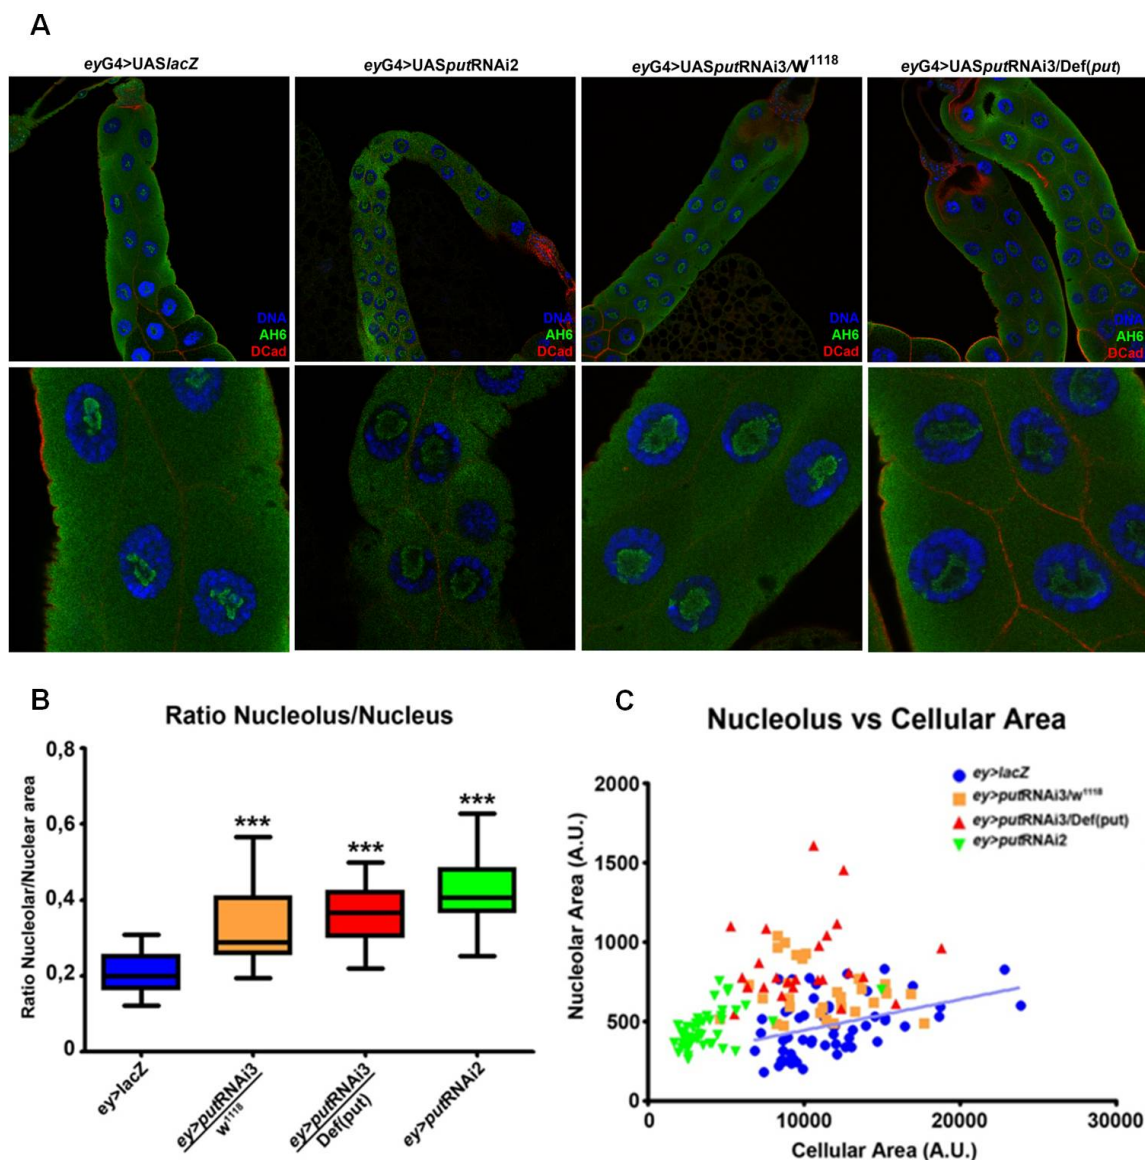 A
eyG4>UASlacZ
eyG4>UASputRNAi2
eyG4>UASputRNAi3/W1118
eyG4>UASputRNAi3/Def(put)
DNA
AH6
DCad
DNA
AH6
DCad
DNA
AH6
DCad
DNA
AH6
DCad
B
Ratio Nucleolus/Nucleus
Ratio Nucleolar/Nuclear area
0,8
0,6
0,4
0,2
0
***
***
***
ey>lacZ
ey>putRNAi3
w1118
ey>putRNAi3
Def(put)
ey>putRNAi2
C
Nucleolus vs Cellular Area
Nucleolar Area (A.U.)
2000
1500
1000
500
0
0
10000
20000
30000
Cellular Area (A.U.)
ey>lacZ
ey>putRNAi3/w1118
ey>putRNAi3/Def(put)
ey>putRNAi2